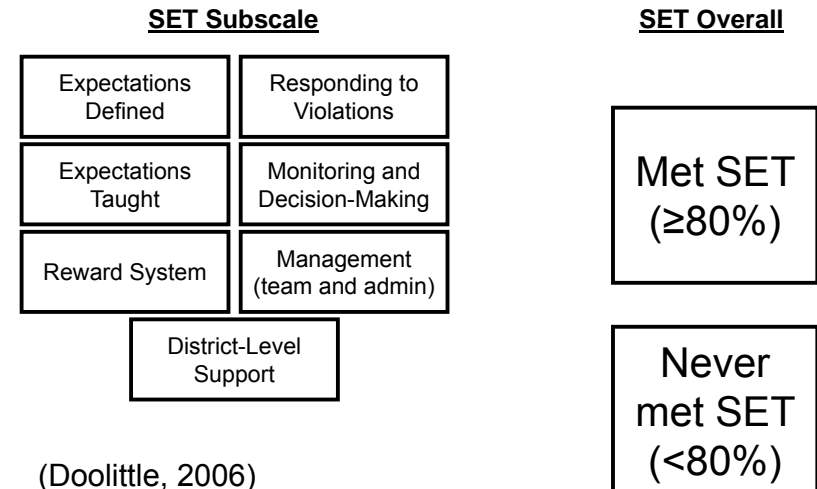 SET Subscale
SET Overall
Expectations
Defined
Responding to
Violations
Expectations
Taught
Monitoring and
Decision-Making
Reward System
Management
(team and admin)
District-Level
Support
Met SET
(≥80%)
Never
met SET
(<80%)
(Doolittle, 2006)